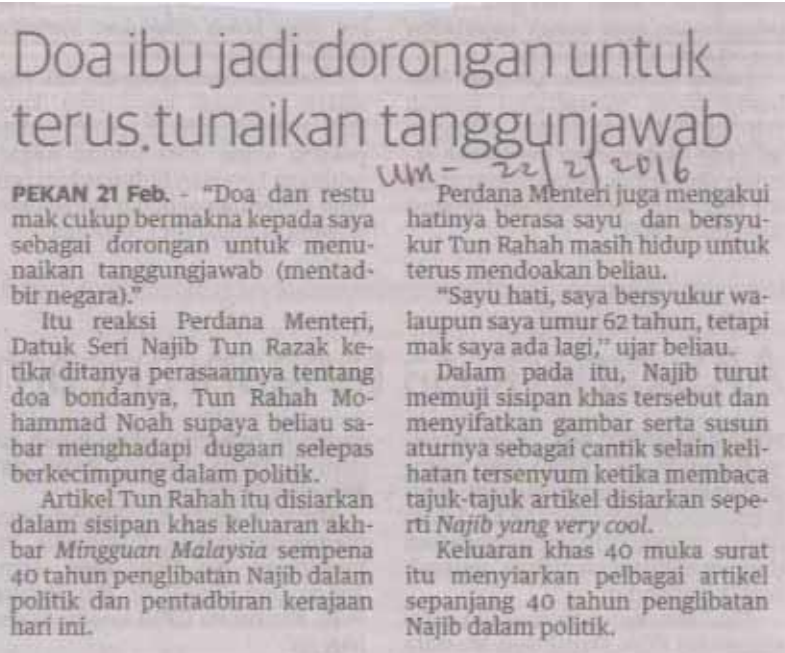 Doa ibu jadi dorongan untuk
terus tunaikan tanggunjawab
um - 22/2/2016
PEKAN 21 Feb. - “Doa dan restu
mak cukup bermakna kepada saya
sebagai dorongan untuk menu-
naikan tanggungjawab (mentad-
bir negara).”
Itu reaksi Perdana Menteri,
Datuk Seri Najib Tun Razak ke-
tika ditanya perasaannya tentang
doa bondanya, Tun Rahah Mo-
hammad Noah supaya beliau sa-
bar menghadapi dugaan selepas
berkecimpung dalam politik.
Artikel Tun Rahah itu disiarkan
dalam sisipan khas keluaran akh-
bar Mingguan Malaysia sempena
40 tahun penglibatan Najib dalam
politik dan pentadbiran kerajaan
hari ini.
Perdana Menteri juga mengakui
hatinya berasa sayu dan bersyu-
kur Tun Rahah masih hidup untuk
terus mendoakan beliau.
“Sayu hati, saya bersyukur wa-
laupun saya umur 62 tahun, tetapi
mak saya ada lagi,” ujar beliau.
Dalam pada itu, Najib turut
memuji sisipan khas tersebut dan
menyifatkan gambar serta susun
aturnya sebagai cantik selain keli-
hatan tersenyum ketika membaca
tajuk-tajuk artikel disiarkan sepe-
rti Najib yang very cool.
Keluaran khas 40 muka surat
itu menyiarkan pelbagai artikel
sepanjang 40 tahun penglibatan
Najib dalam politik.